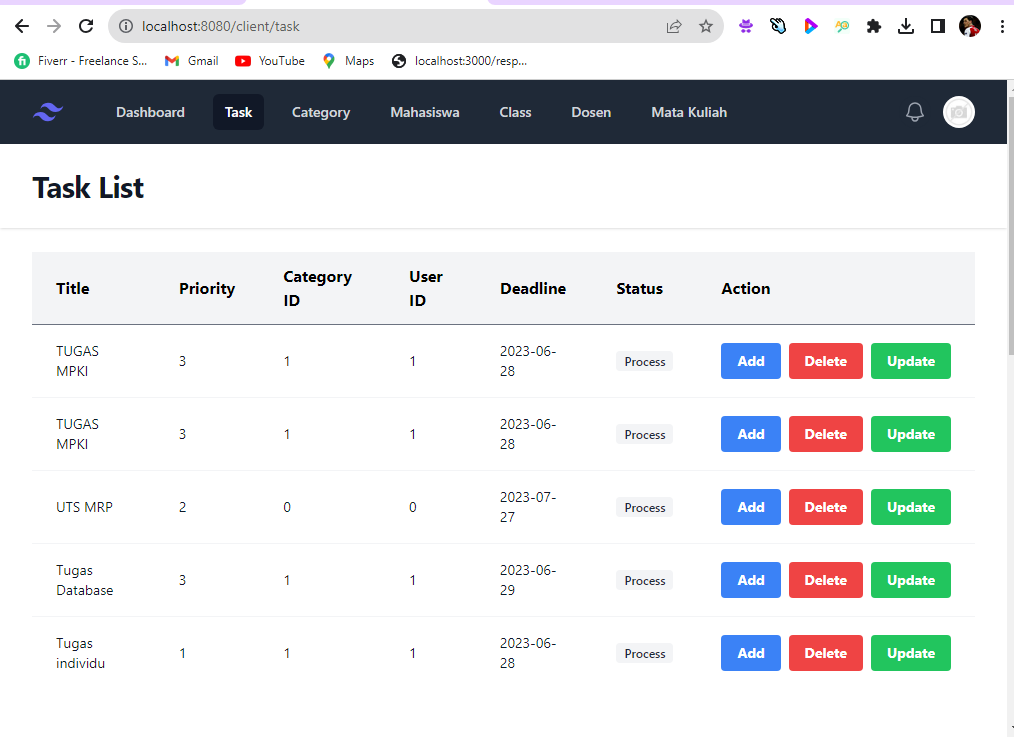 localhost:8080/client/task
Fiverr - Freelance S... Gmail YouTube Maps localhost:3000/resp...
Dashboard Task Category Mahasiswa Class Dosen Mata Kuliah
Task List
Title Priority Category ID User ID Deadline Status Action
TUGAS MPKI 3 1 1 2023-06-28 Process Add Delete Update
TUGAS MPKI 3 1 1 2023-06-28 Process Add Delete Update
UTS MRP 2 0 0 2023-07-27 Process Add Delete Update
Tugas Database 3 1 1 2023-06-29 Process Add Delete Update
Tugas individu 1 1 1 2023-06-28 Process Add Delete Update